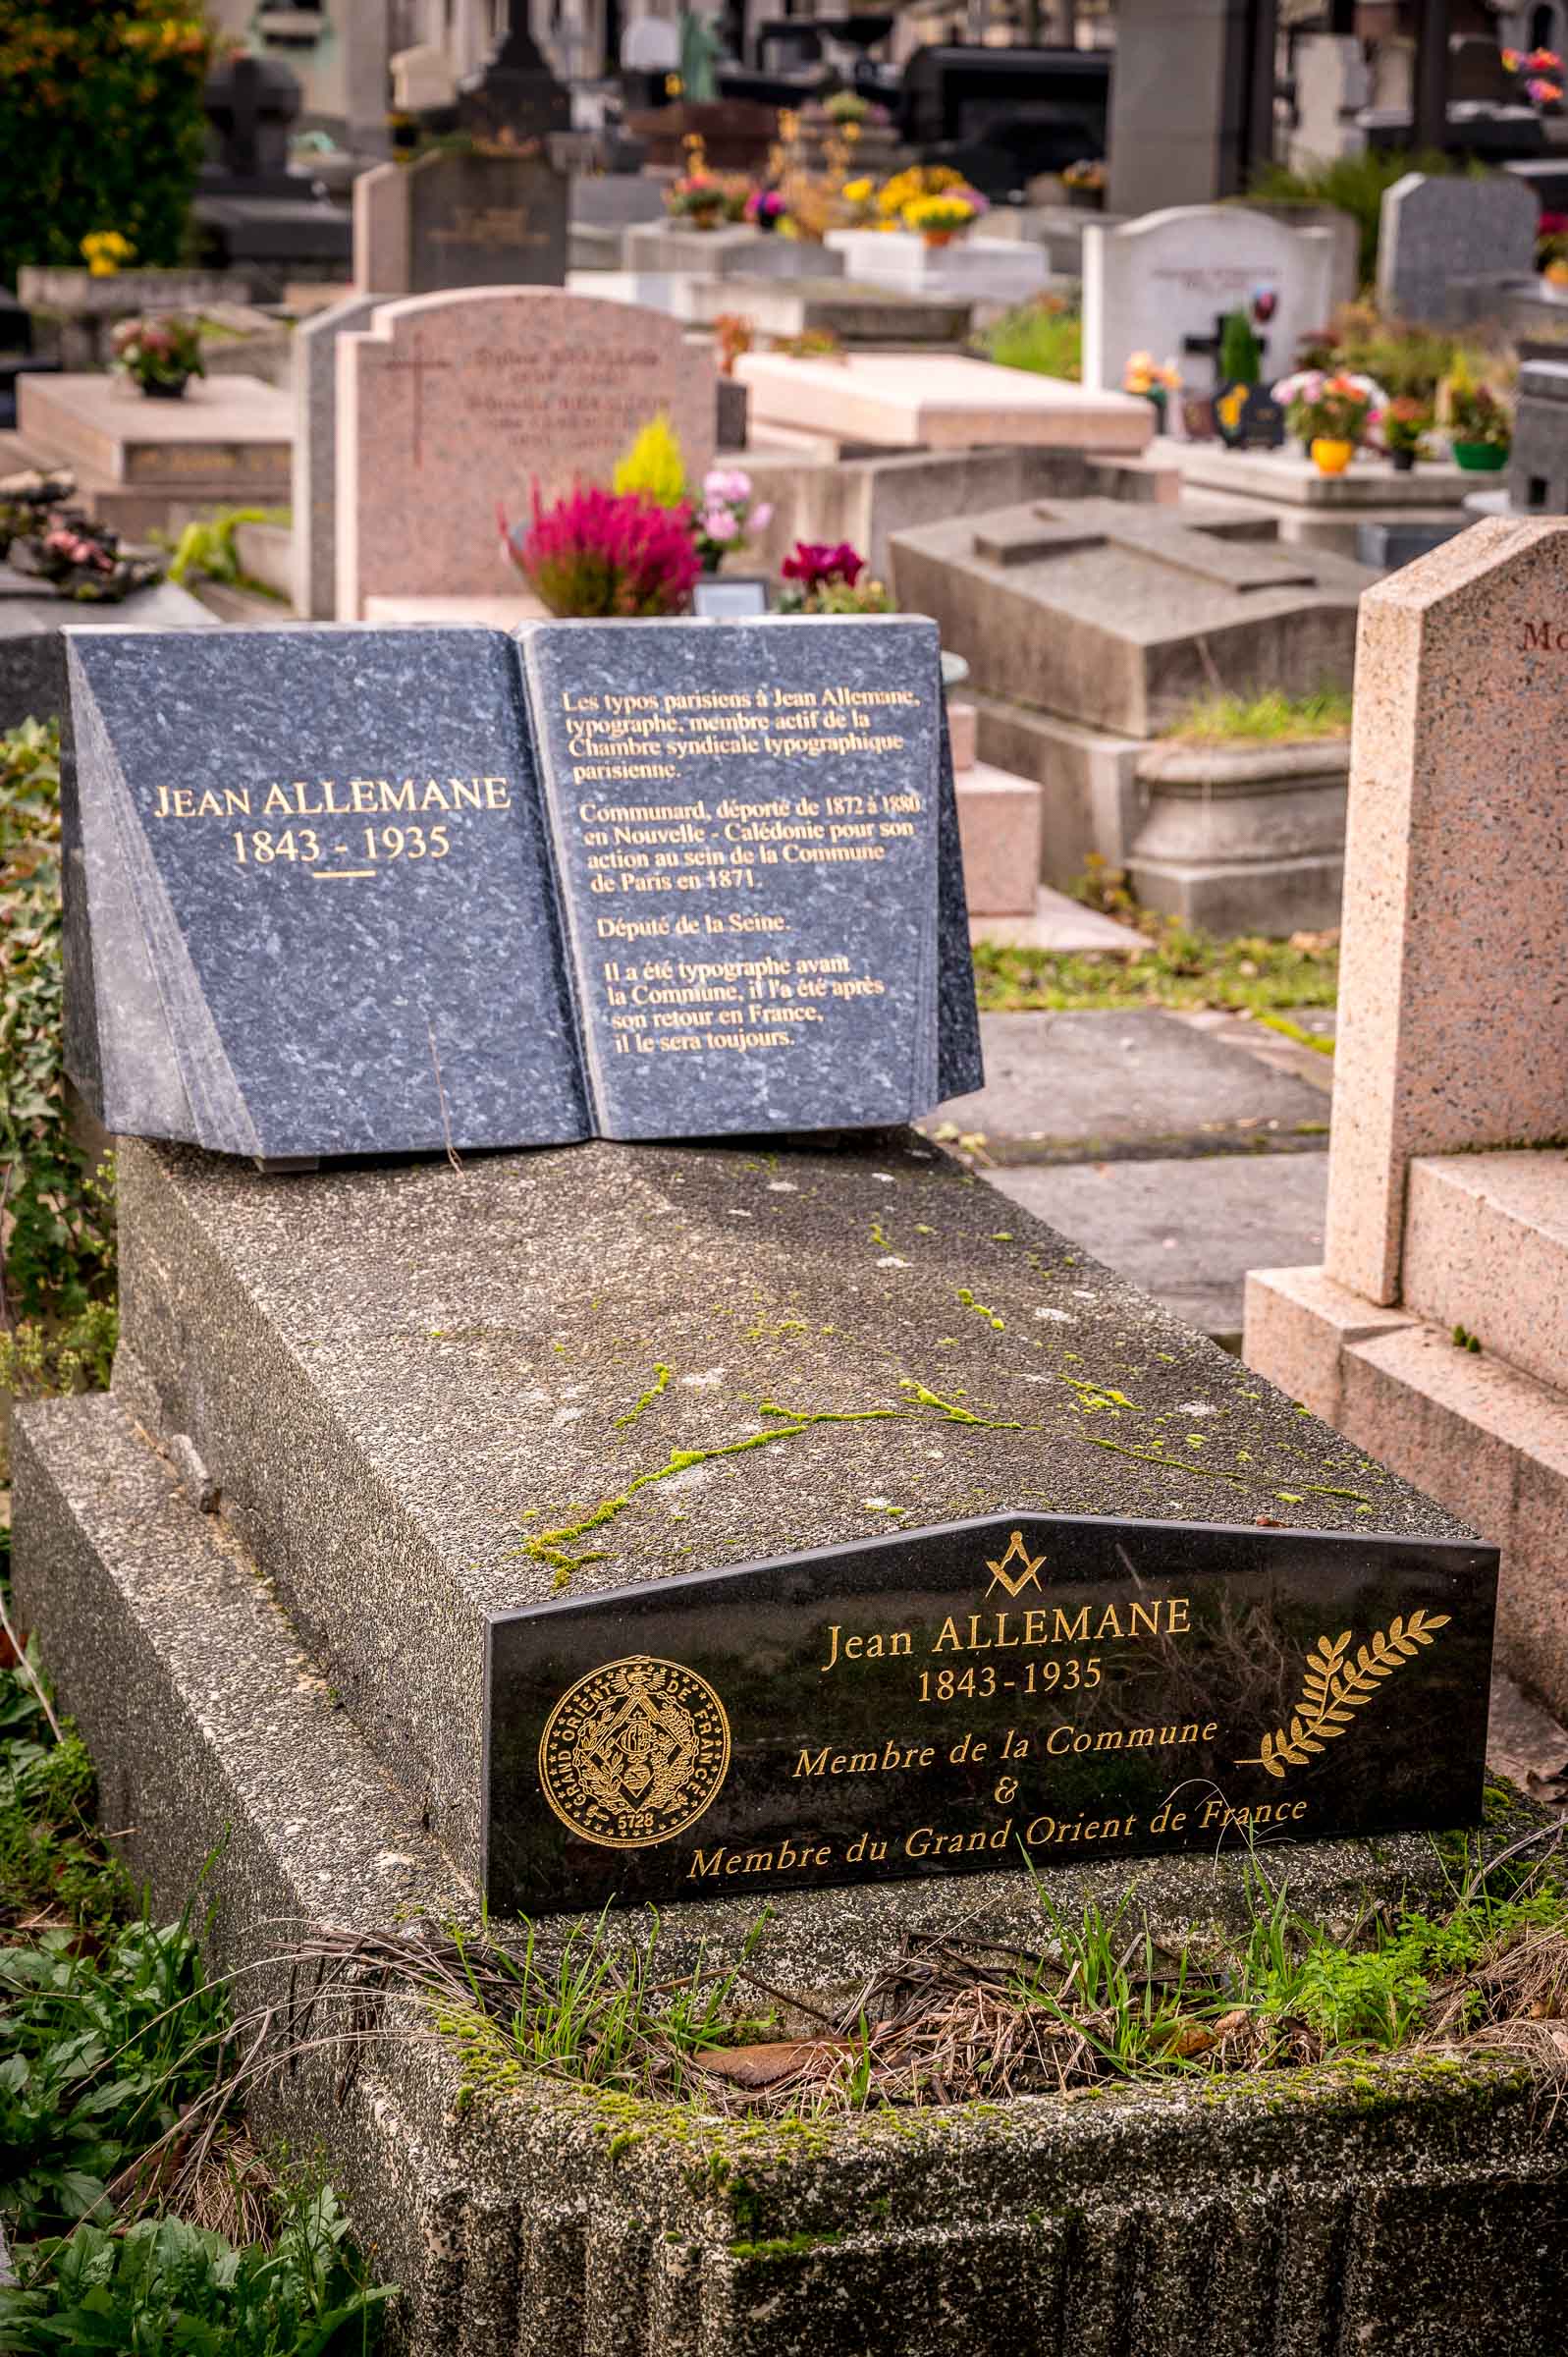 JEAN ALLEMANE
1843 - 1935
Les typos parisiens à Jean Allemane,
typographe, membre actif de la
Chambre syndicale typographique
parisienne.
Communard, déporté de 1872 à 1880
en Nouvelle - Calédonie pour son
action au sein de la Commune
de Paris en 1871.
Député de la Seine.
Il a été typographe avant
la Commune, il l'a été après
son retour en France,
il le sera toujours.
Jean ALLEMANE
1843-1935
Membre de la Commune
&
Membre du Grand Orient de France
GRAND ORIENT DE FRANCE
5728